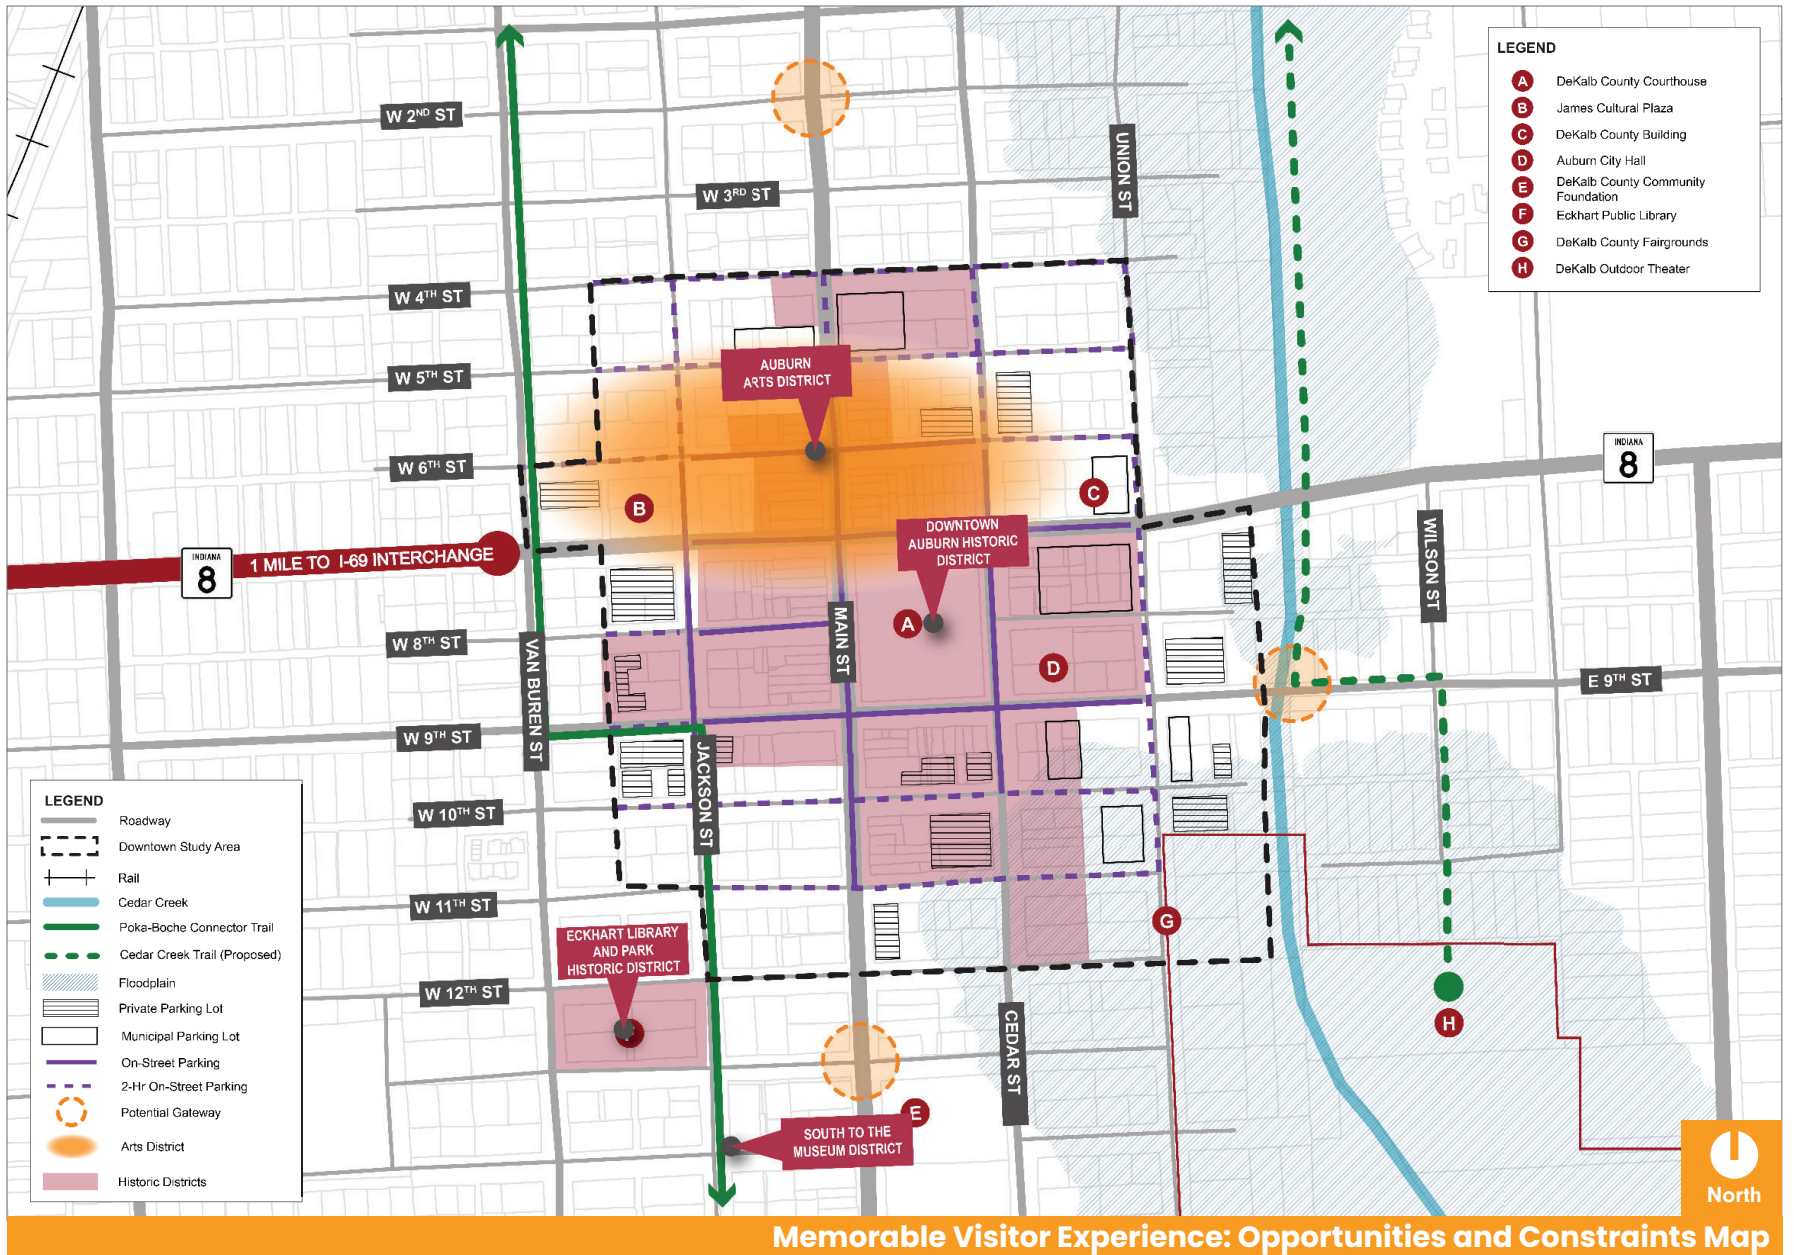 LEGEND
A DeKalb County Courthouse
B James Cultural Plaza
C DeKalb County Building
D Auburn City Hall
E DeKalb County Community
Foundation
F Eckhart Public Library
G DeKalb County Fairgrounds
H DeKalb Outdoor Theater
W 2ND ST
W 3RD ST
UNION ST
W 4TH ST
W 5TH ST
AUBURN
ARTS DISTRICT
W 6TH ST
INDIANA
8
B
C
DOWNTOWN
AUBURN HISTORIC
DISTRICT
INDIANA
8
1 MILE TO I-69 INTERCHANGE
WILSON ST
MAIN ST
A
W 8TH ST
VAN BUREN ST
D
E 9TH ST
W 9TH ST
JACKSON ST
W 10TH ST
W 11TH ST
G
ECKHART LIBRARY
AND PARK
HISTORIC DISTRICT
W 12TH ST
H
CEDAR ST
E
SOUTH TO THE
MUSEUM DISTRICT
LEGEND
Roadway
Downtown Study Area
Rail
Cedar Creek
Poka-Boche Connector Trail
Cedar Creek Trail (Proposed)
Floodplain
Private Parking Lot
Municipal Parking Lot
On-Street Parking
2-Hr On-Street Parking
Potential Gateway
Arts District
Historic Districts
North
Memorable Visitor Experience: Opportunities and Constraints Map